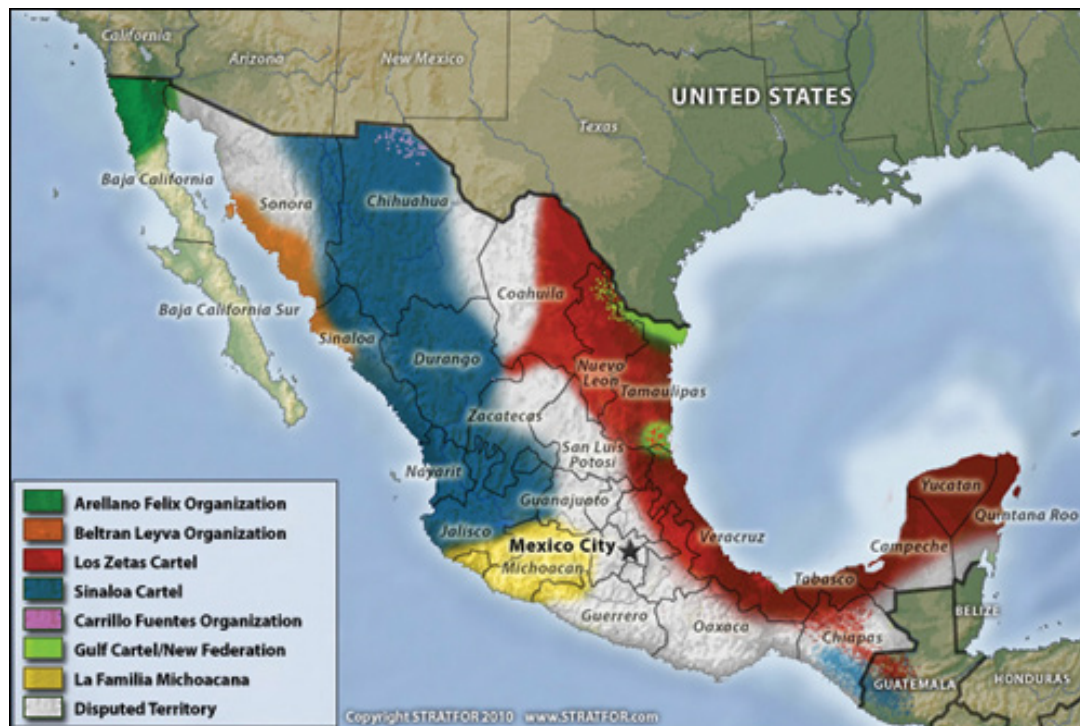 California
Arizona
New Mexico
UNITED STATES
Texas
Baja California
Sonora
Chihuahua
Coahuila
Baja California Sur
Sinaloa
Durango
Nuevo
Leon
Tamaulipas
Zacatecas
San Luis
Potosi
Nayarit
Guanajuato
Yucatan
Quintana Roo
Jalisco
Mexico City
Veracruz
Campeche
Michoacan
Tabasco
Guerrero
Oaxaca
Chiapas
BELIZE
GUATEMALA
HONDURAS
Arellano Felix Organization
Beltran Leyva Organization
Los Zetas Cartel
Sinaloa Cartel
Carrillo Fuentes Organization
Gulf Cartel/New Federation
La Familia Michoacana
Disputed Territory
Copyright STRATFOR 2010 www.STRATFOR.com